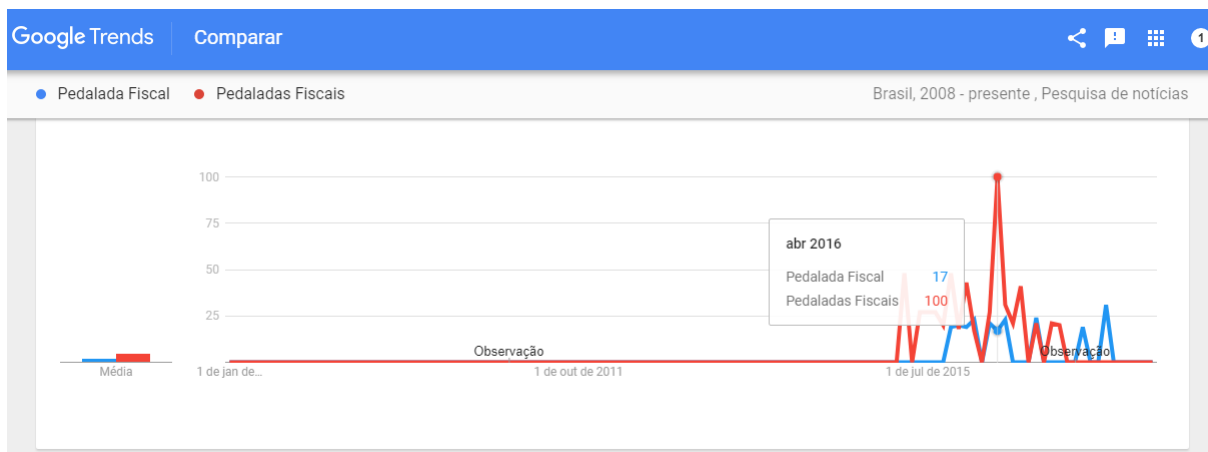 Google Trends Comparar 1
Pedalada Fiscal Pedaladas Fiscais Brasil, 2008 - presente , Pesquisa de notícias
100
75
50
25
abr 2016
Pedalada Fiscal 17
Pedaladas Fiscais 100
Observação Observação
Média 1 de jan de... 1 de out de 2011 1 de jul de 2015